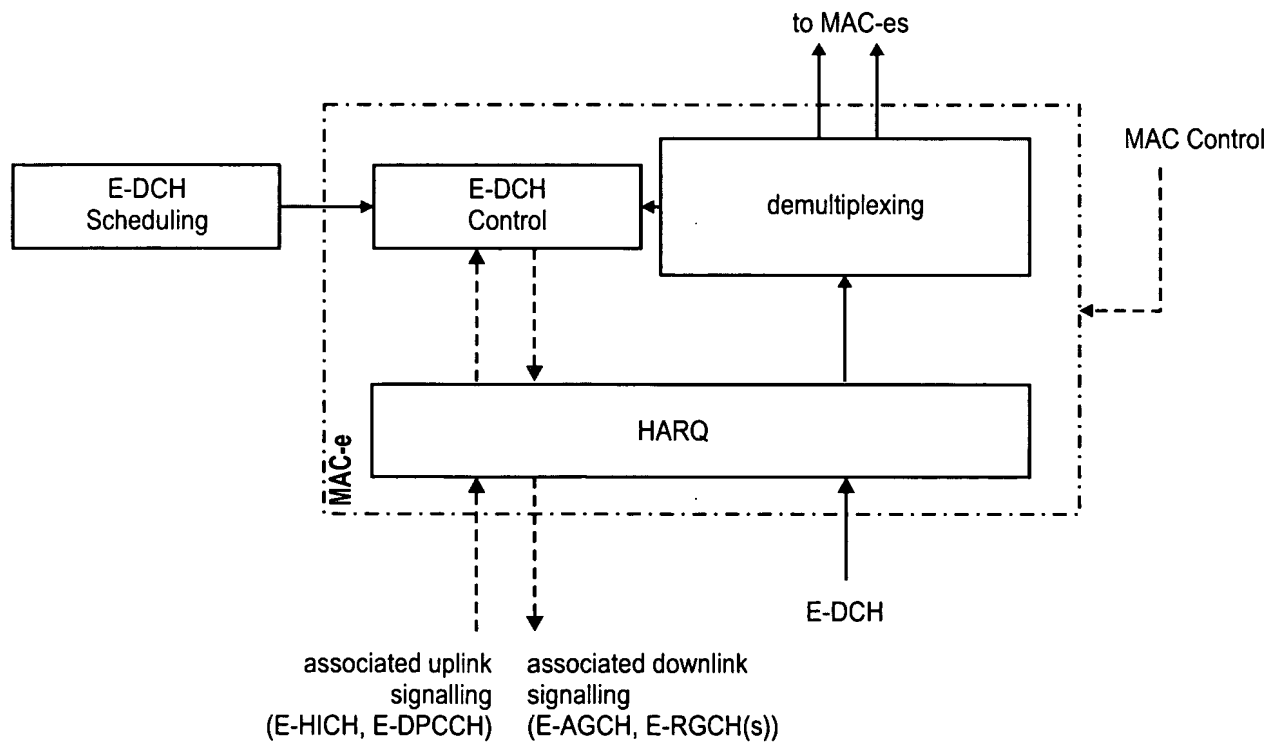 to MAC-es
MAC Control
E-DCH
Scheduling
E-DCH
Control
demultiplexing
HARQ
MAC-e
E-DCH
associated uplink
signalling
(E-HICH, E-DPCCH)
associated downlink
signalling
(E-AGCH, E-RGCH(s))